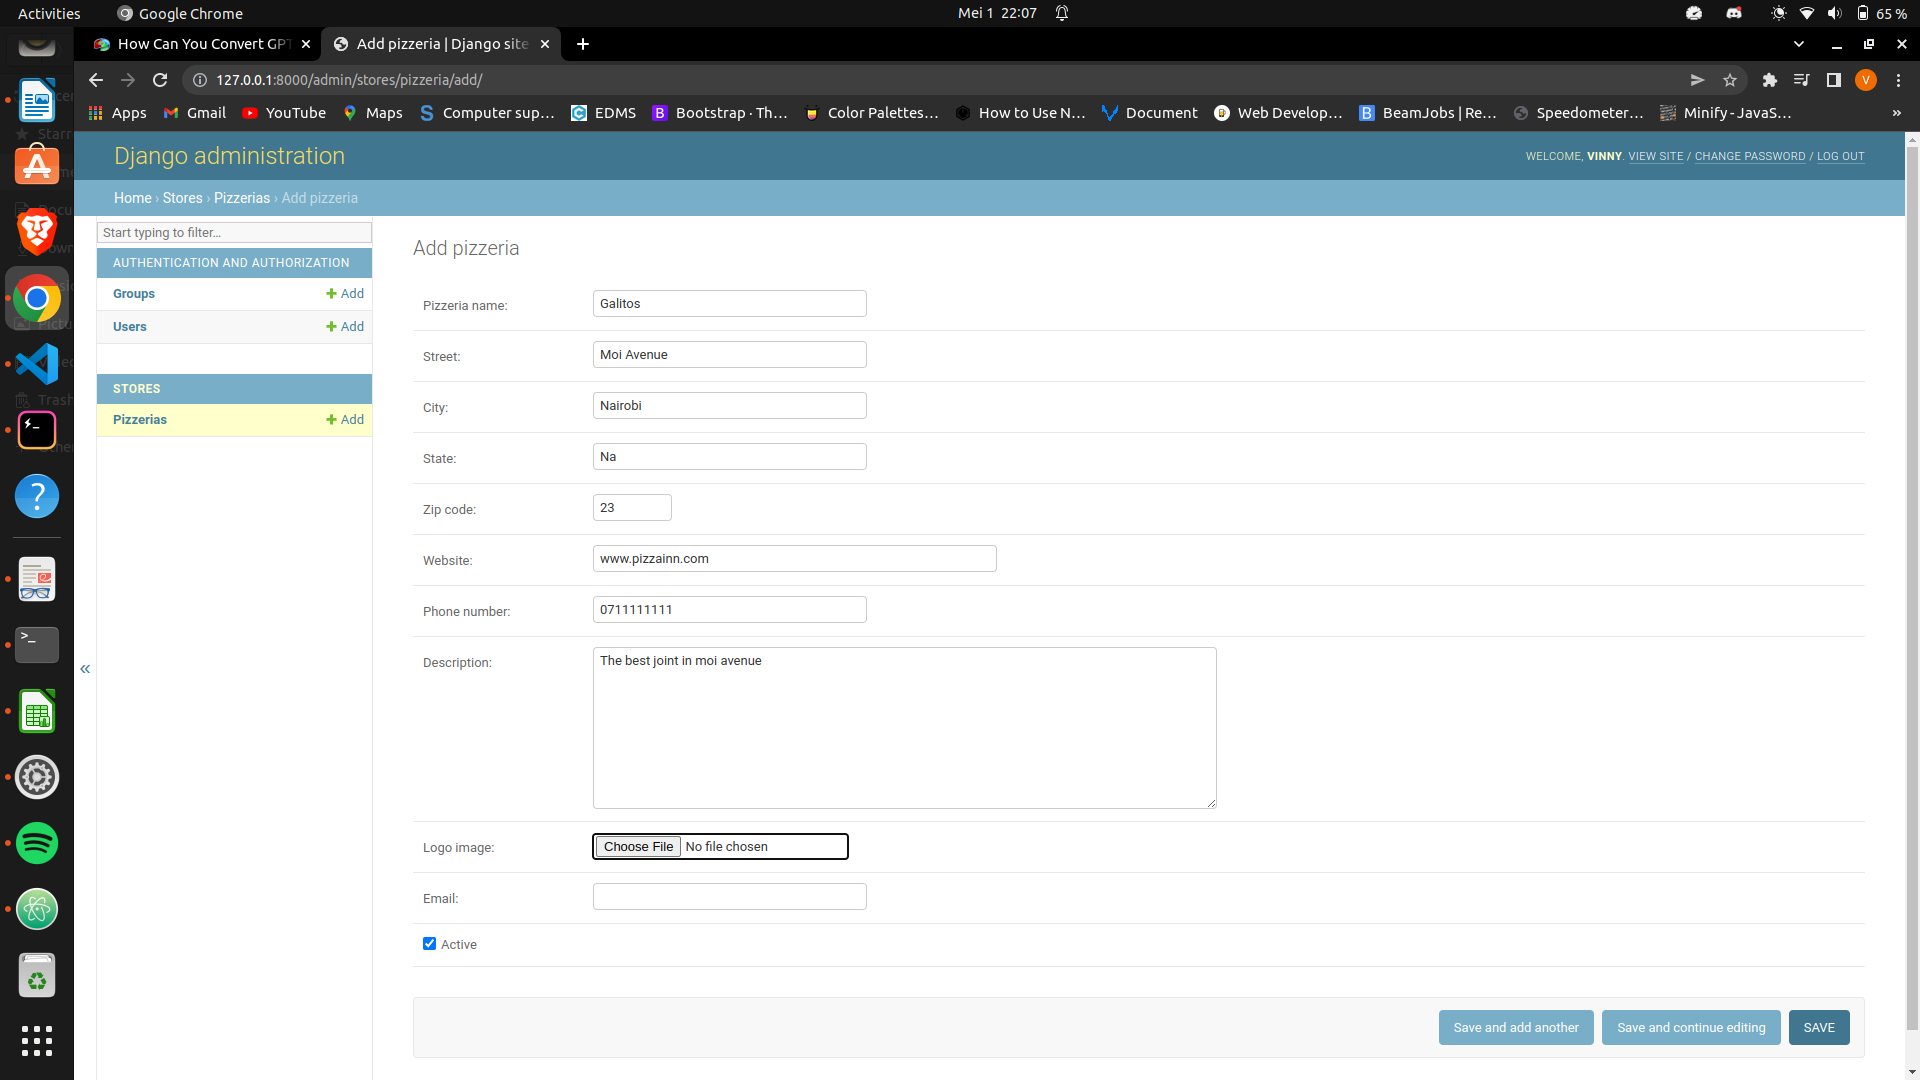 Activities
Google Chrome
Mei 1 22:07
65 %
How Can You Convert GPT
Add pizzeria | Django site
127.0.0.1:8000/admin/stores/pizzeria/add/
V
Apps
Gmail
YouTube
Maps
Computer sup...
EDMS
Bootstrap · Th...
Color Palettes...
How to Use N...
Document
Web Develop...
BeamJobs | Re...
Speedometer...
Minify - JavaS...
»
Django administration
WELCOME, VINNY. VIEW SITE / CHANGE PASSWORD / LOG OUT
Home › Stores › Pizzerias › Add pizzeria
Start typing to filter...
AUTHENTICATION AND AUTHORIZATION
Groups
Add
Users
Add
STORES
Pizzerias
Add
«
Add pizzeria
Pizzeria name:
Galitos
Street:
Moi Avenue
City:
Nairobi
State:
Na
Zip code:
23
Website:
www.pizzainn.com
Phone number:
0711111111
Description:
The best joint in moi avenue
Logo image:
Choose File No file chosen
Email:
Active
Save and add another
Save and continue editing
SAVE